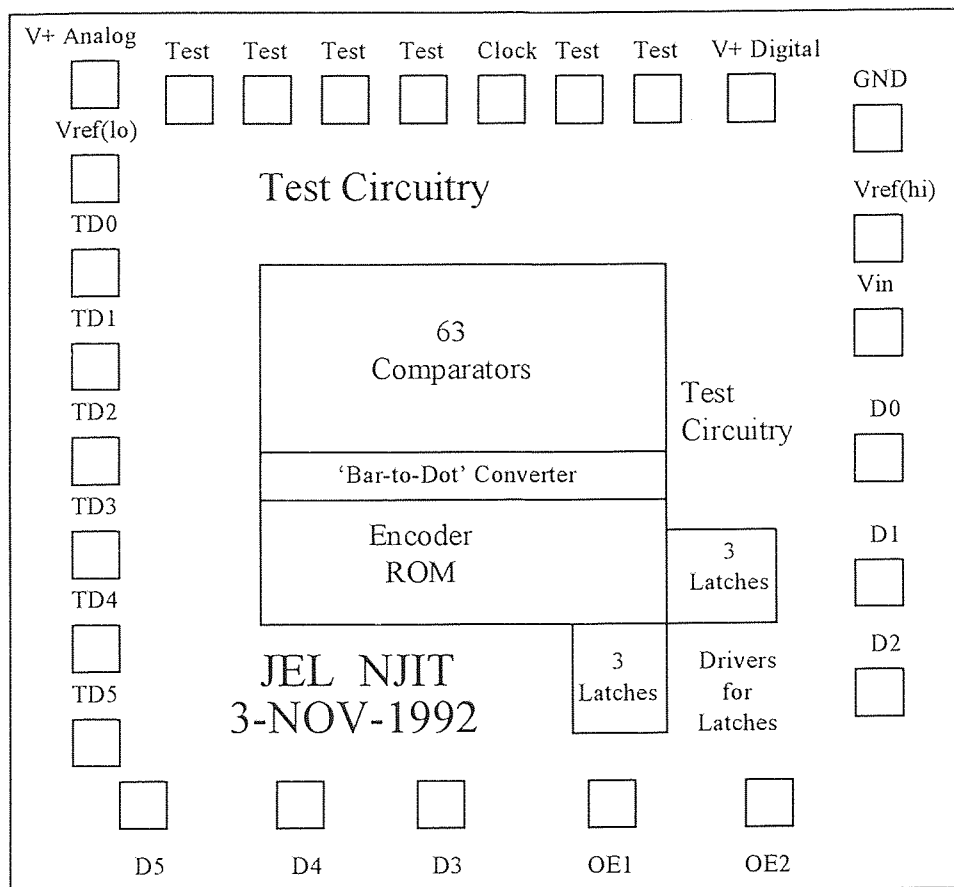 V+ Analog
Test Test Test Test Clock Test Test V+ Digital
GND
Vref(lo)
Vref(hi)
Test Circuitry
TD0
Vin
TD1
63
Comparators
Test
Circuitry
TD2
D0
'Bar-to-Dot' Converter
TD3
Encoder
ROM
D1
3
Latches
TD4
D2
JEL NJIT
3-NOV-1992
3
Latches
Drivers
for
Latches
TD5
D5 D4 D3 OE1 OE2